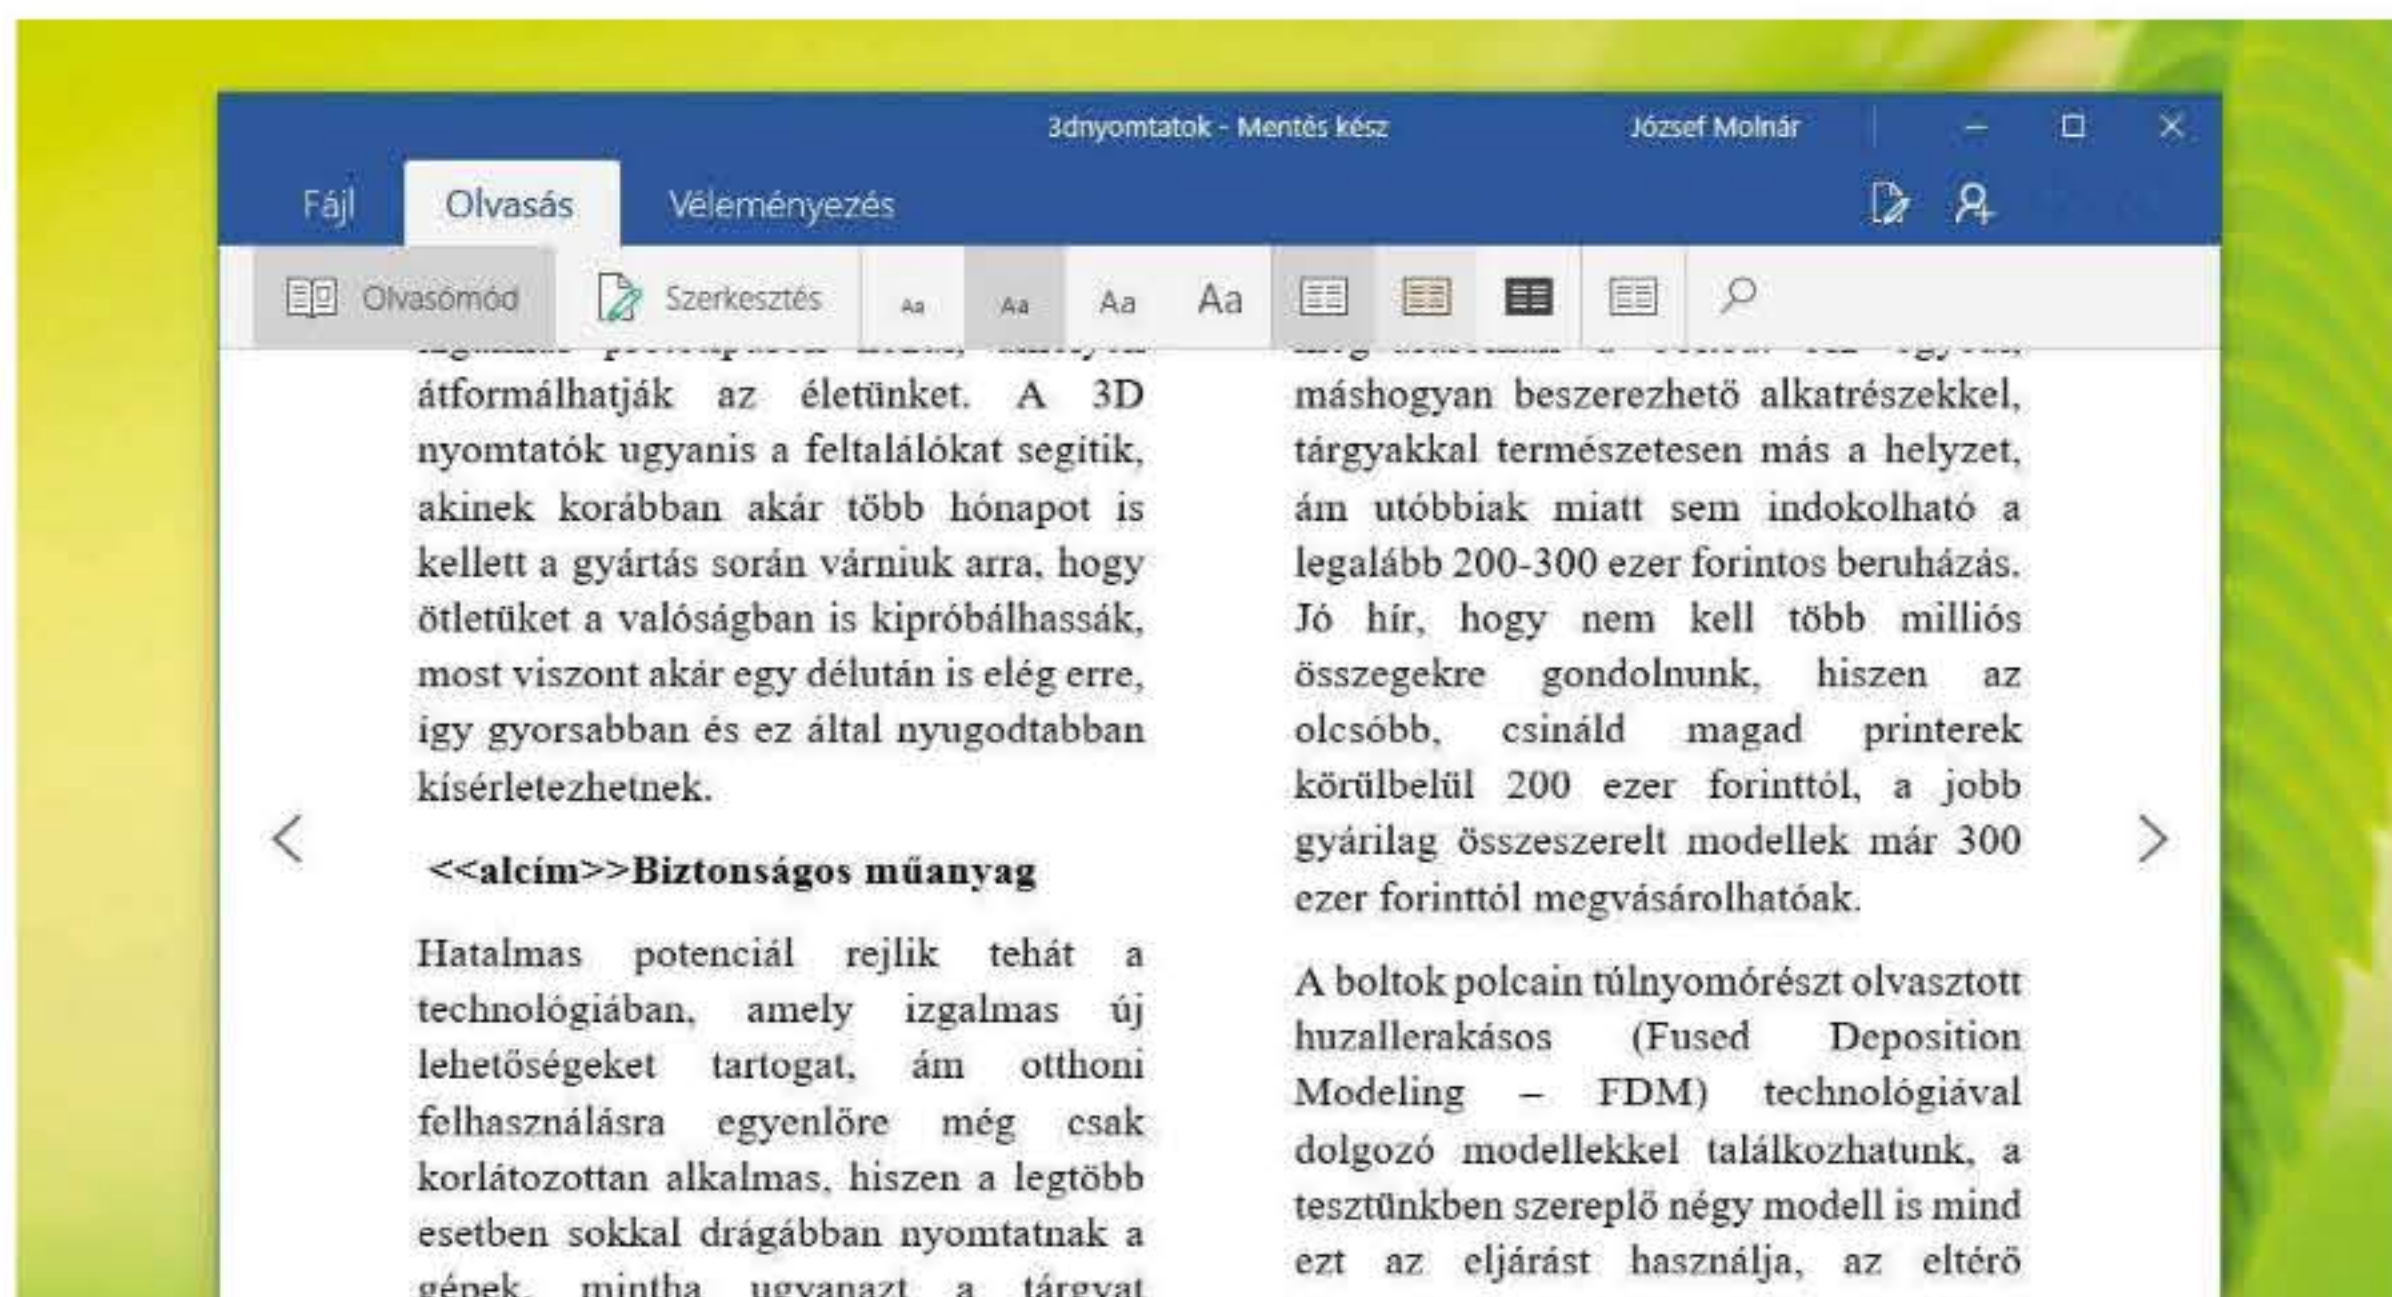 3dnyomtatok - Mentés kész
József Molnár
Fájl
Olvasás
Véleményezés
Olvasómód
Szerkesztés
Aa
Aa
Aa
Aa
átformálhatják az életünket. A 3D
nyomtatók ugyanis a feltalálókat segítik,
akinek korábban akár több hónapot is
kellett a gyártás során várniuk arra, hogy
ötletüket a valóságban is kipróbálhassák,
most viszont akár egy délután is elég erre,
így gyorsabban és ez által nyugodtabban
kísérletezhetnek.
<<alcím>>Biztonságos műanyag
Hatalmas potenciál rejlik tehát a
technológiában, amely izgalmas új
lehetőségeket tartogat, ám otthoni
felhasználásra egyenlőre még csak
korlátozottan alkalmas, hiszen a legtöbb
esetben sokkal drágábban nyomtatnak a
gépek, mintha ugyanazt a tárgyat
máshogyan beszerezhető alkatrészekkel,
tárgyakkal természetesen más a helyzet,
ám utóbbiak miatt sem indokolható a
legalább 200-300 ezer forintos beruházás.
Jó hír, hogy nem kell több milliós
összegekre gondolnunk, hiszen az
olcsóbb, csináld magad printerek
körülbelül 200 ezer forinttól, a jobb
gyárilag összeszerelt modellek már 300
ezer forinttól megvásárolhatóak.
A boltok polcain túlnyomórészt olvasztott
huzallerakásos (Fused Deposition
Modeling – FDM) technológiával
dolgozó modellekkel találkozhatunk, a
tesztünkben szereplő négy modell is mind
ezt az eljárást használja, az eltérő